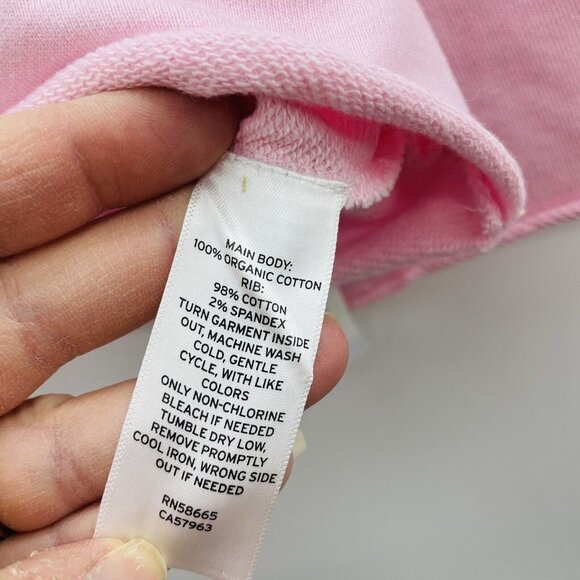 MAIN BODY:
100% ORGANIC COTTON
RIB:
98% COTTON
2% SPANDEX
TURN GARMENT INSIDE
OUT, MACHINE WASH
COLD, GENTLE
CYCLE, WITH LIKE
COLORS
ONLY NON-CHLORINE
BLEACH IF NEEDED
TUMBLE DRY LOW,
REMOVE PROMPTLY
COOL IRON, WRONG SIDE
OUT IF NEEDED
RN58665
CA57963